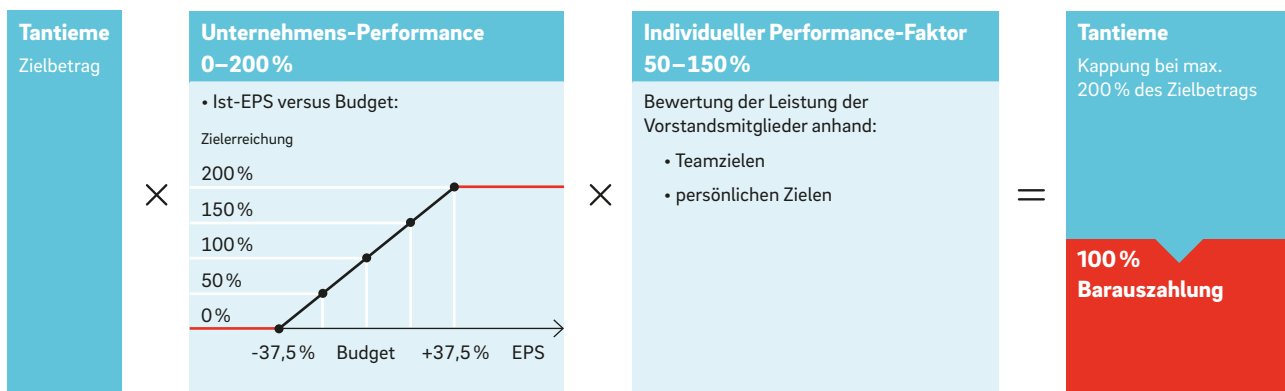 Tantieme
Zielbetrag
×
Unternehmens-Performance
0–200 %
• Ist-EPS versus Budget:
Zielerreichung
200 %
150 %
100 %
50 %
0 %
-37,5 %
Budget
+37,5 %
EPS
×
Individueller Performance-Faktor
50–150 %
Bewertung der Leistung der
Vorstandsmitglieder anhand:
• Teamzielen
• persönlichen Zielen
=
Tantieme
Kappung bei max.
200 % des Zielbetrags
100 %
Barauszahlung